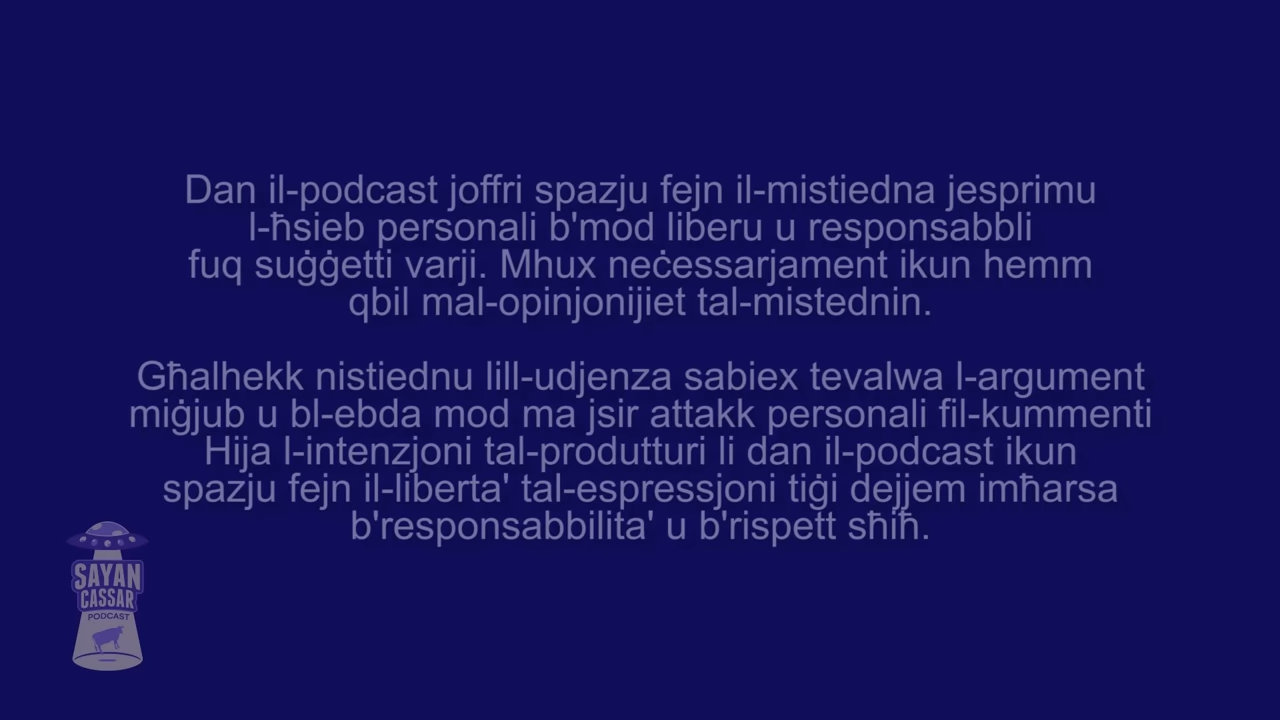 Dan il-podcast joffri spazju fejn il-mistiedna jesprimu
l-ħsieb personali b'mod liberu u responsabbli
fuq suġġetti varji. Mhux neċessarjament ikun hemm
qbil mal-opinjonijiet tal-mistednin.
Għalhekk nistiednu lill-udjenza sabiex tevalwa l-argument
miġjub u bl-ebda mod ma jsir attakk personali fil-kummenti
Hija l-intenzjoni tal-produtturi li dan il-podcast ikun
spazju fejn il-liberta' tal-espressjoni tiġi dejjem imħarsa
b'responsabbilita' u b'rispett sħiħ.
SAYAN
CASSAR
PODCAST